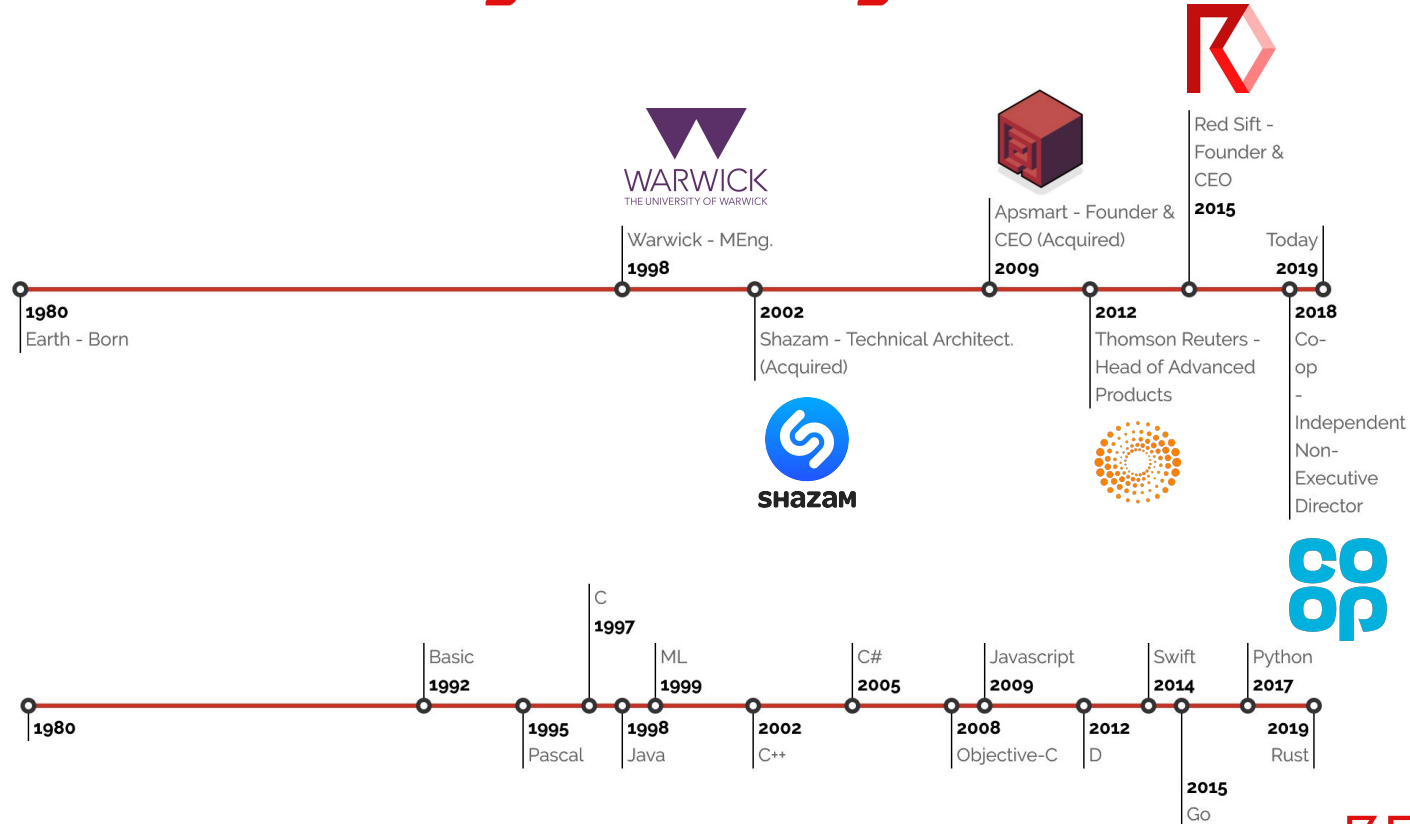 WARWICK
THE UNIVERSITY OF WARWICK
Warwick - MEng.
1998
Apsmart - Founder &
CEO (Acquired)
2009
Red Sift -
Founder &
CEO
2015
Today
2019
1980
Earth - Born
2002
Shazam - Technical Architect.
(Acquired)
SHAZAM
2012
Thomson Reuters -
Head of Advanced
Products
2018
Co-
op
-
Independent
Non-
Executive
Director
co
op
Basic
1992
C
1997
ML
1999
C#
2005
Javascript
2009
Swift
2014
Python
2017
1980
1995
Pascal
1998
Java
2002
C++
2008
Objective-C
2012
D
2015
Go
2019
Rust